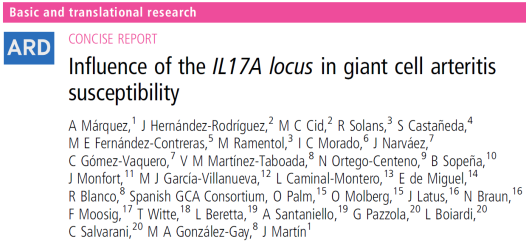 Basic and translational research
ARD
CONCISE REPORT
Influence of the IL17A locus in giant cell arteritis
susceptibility
A Márquez,1 J Hernández-Rodríguez,2 M C Cid,2 R Solans,3 S Castañeda,4
M E Fernández-Contreras,5 M Ramentol,3 I C Morado,6 J Narváez,7
C Gómez-Vaquero,7 V M Martínez-Taboada,8 N Ortego-Centeno,9 B Sopeña,10
J Monfort,11 M J García-Villanueva,12 L Caminal-Montero,13 E de Miguel,14
R Blanco,8 Spanish GCA Consortium, O Palm,15 O Molberg,15 J Latus,16 N Braun,16
F Moosig,17 T Witte,18 L Beretta,19 A Santaniello,19 G Pazzola,20 L Boiardi,20
C Salvarani,20 M A González-Gay,8 J Martín1